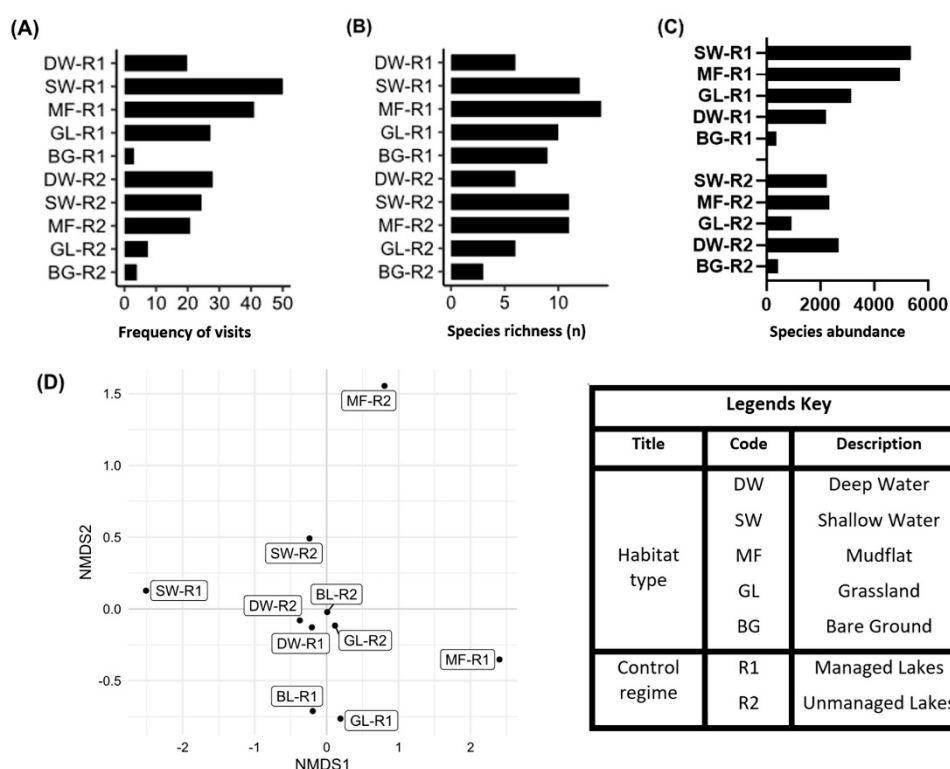 (A)
DW-R1
SW-R1
MF-R1
GL-R1
BG-R1
DW-R2
SW-R2
MF-R2
GL-R2
BG-R2
0 10 20 30 40 50
Frequency of visits
(B)
DW-R1
SW-R1
MF-R1
GL-R1
BG-R1
DW-R2
SW-R2
MF-R2
GL-R2
BG-R2
0 5 10
Species richness (n)
(C)
SW-R1
MF-R1
GL-R1
DW-R1
BG-R1
SW-R2
MF-R2
GL-R2
DW-R2
BG-R2
0 2000 4000 6000
Species abundance
(D)
1.5
1.0
0.5
0.0
-0.5
NMDS2
MF-R2
SW-R2
SW-R1
BL-R2
DW-R2
DW-R1
GL-R2
MF-R1
BL-R1
GL-R1
-2 -1 0 1 2
NMDS1
Legends Key
Title Code Description
Habitat type
DW Deep Water
SW Shallow Water
MF Mudflat
GL Grassland
BG Bare Ground
Control regime
R1 Managed Lakes
R2 Unmanaged Lakes